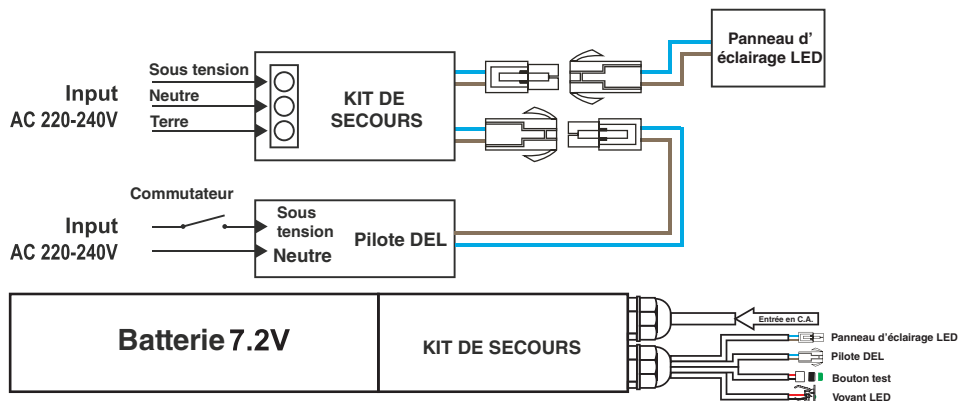 Input
AC 220-240V
Sous tension
Neutre
Terre
KIT DE
SECOURS
Panneau d'
éclairage LED
Commutateur
Input
AC 220-240V
Sous
tension
Neutre
Pilote DEL
Batterie 7.2V
KIT DE SECOURS
Entrée en C.A.
Panneau d'éclairage LED
Pilote DEL
Bouton test
Voyant LED